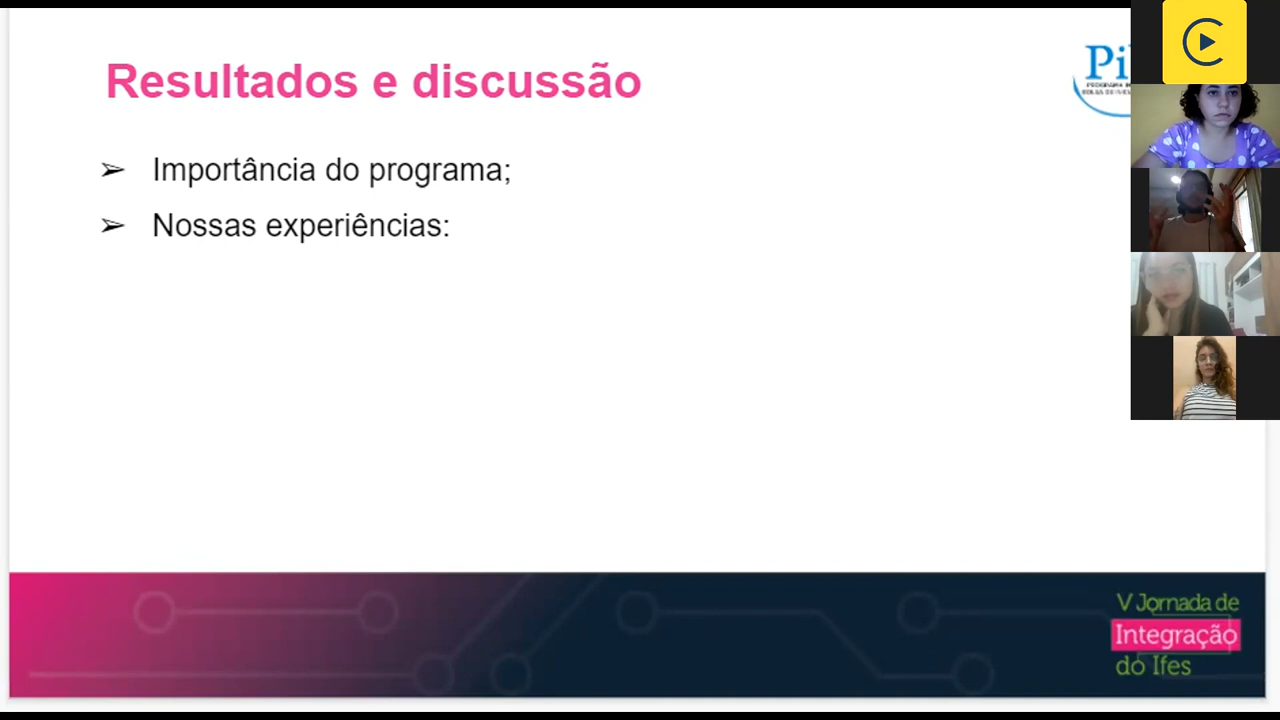 Resultados e discussão
➢ Importância do programa;
➢ Nossas experiências:
V Jornada de
Integração
do Ifes